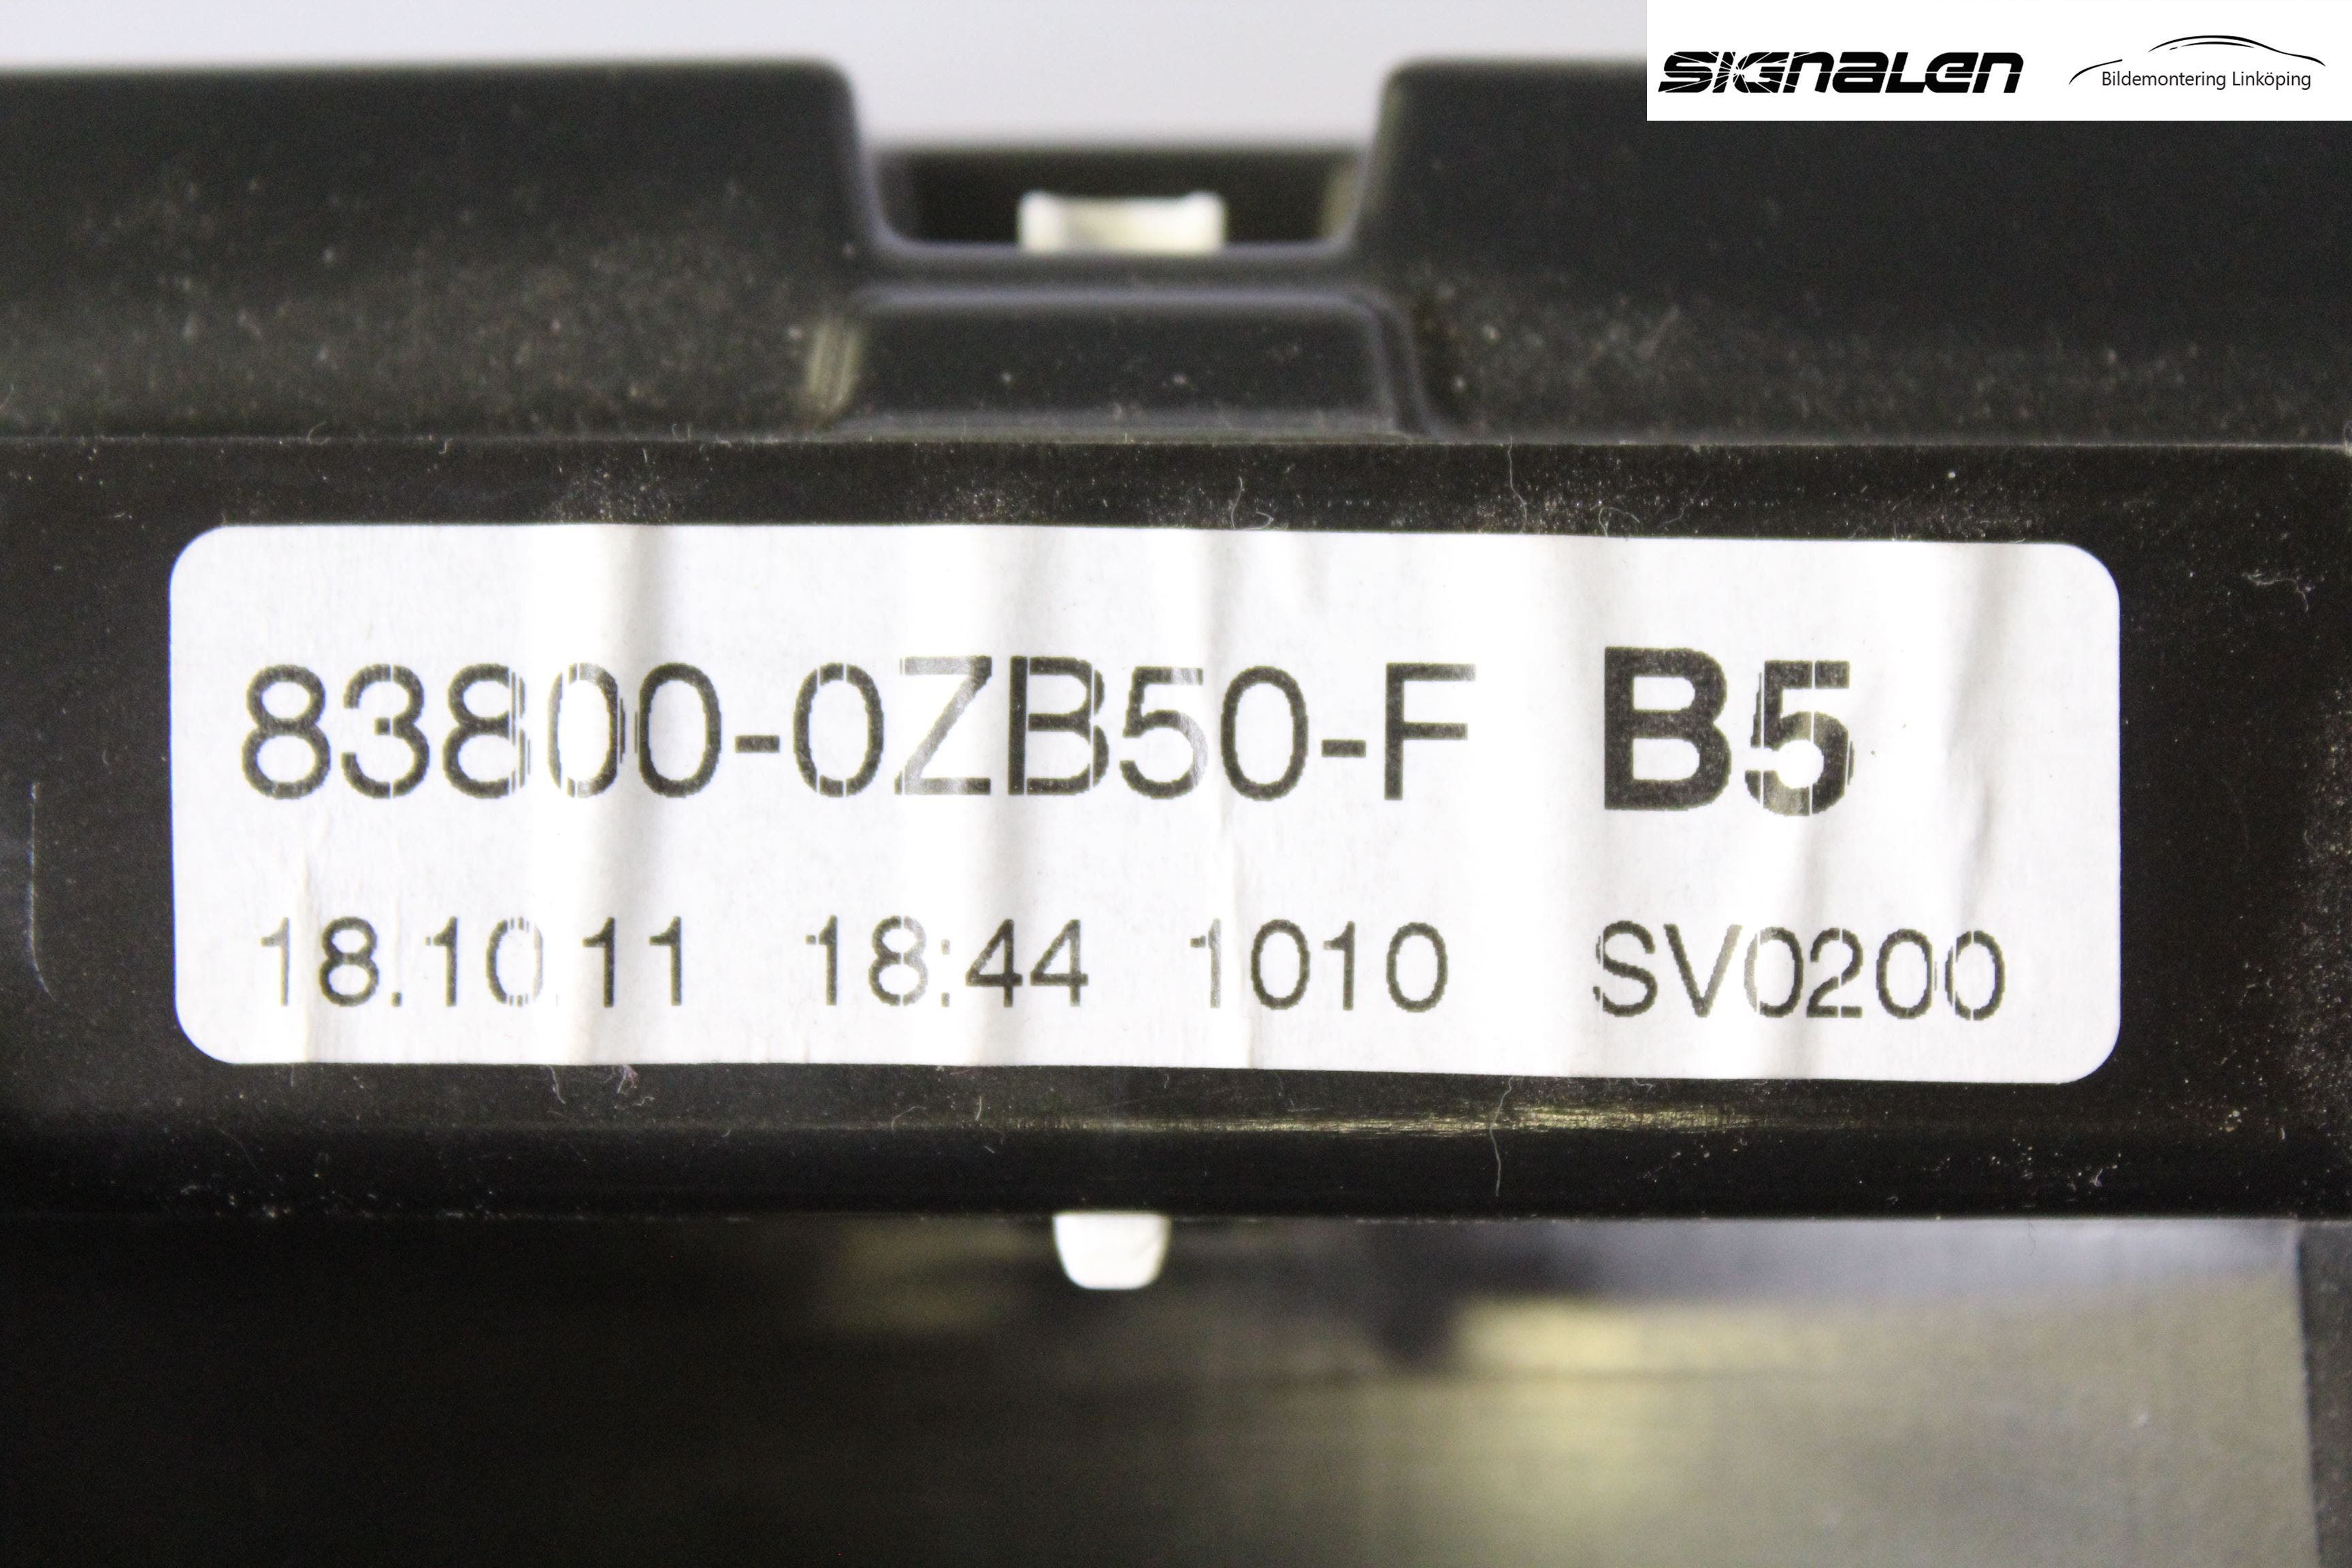 SIGNALEN
Bildemontering Linköping
83800-0ZB50-F B5
18.10.11 18:44 1010 SV0200